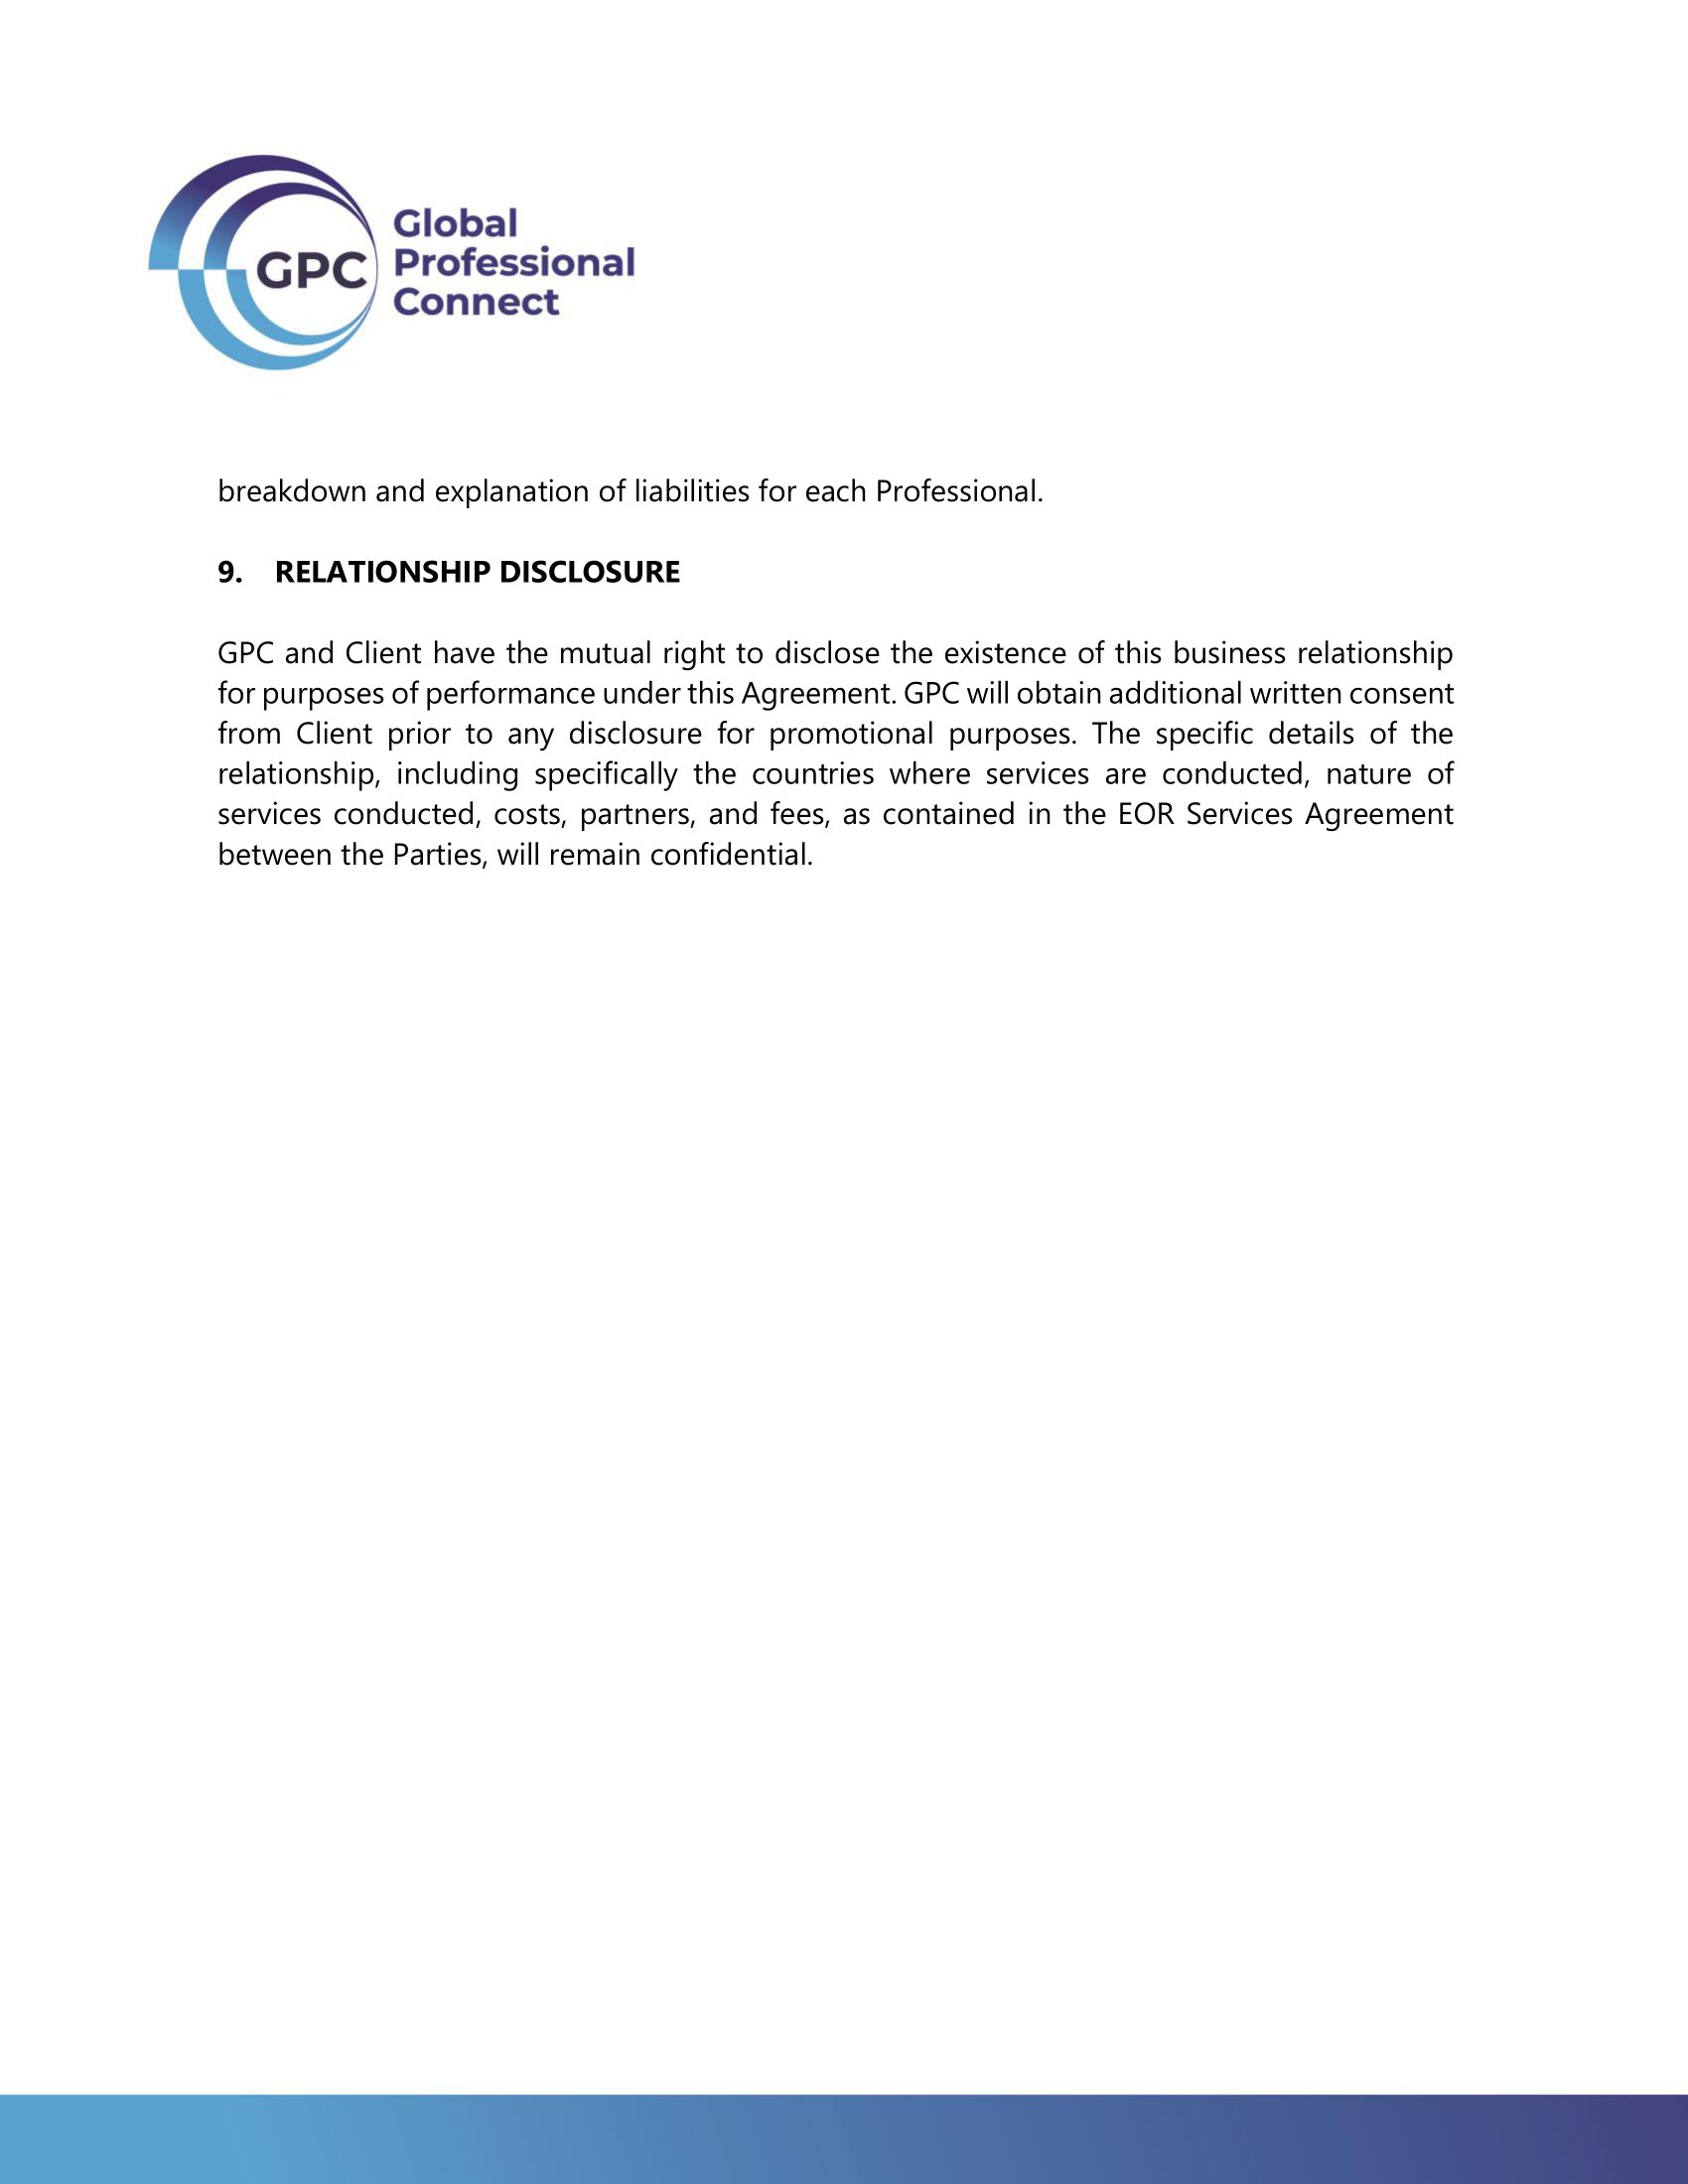 GPC
Global
Professional
Connect
breakdown and explanation of liabilities for each Professional.
9. RELATIONSHIP DISCLOSURE
GPC and Client have the mutual right to disclose the existence of this business relationship
for purposes of performance under this Agreement. GPC will obtain additional written consent
from Client prior to any disclosure for promotional purposes. The specific details of the
relationship, including specifically the countries where services are conducted, nature of
services conducted, costs, partners, and fees, as contained in the EOR Services Agreement
between the Parties, will remain confidential.